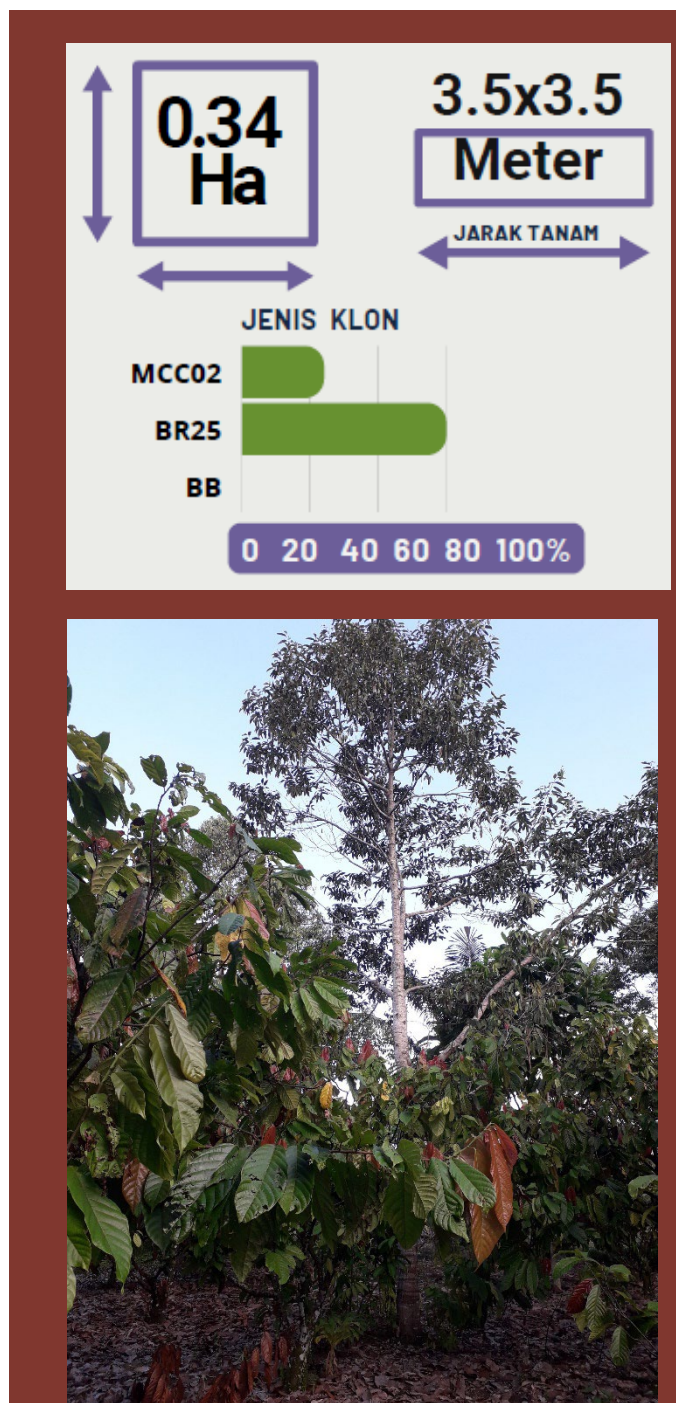 0.34
Ha
3.5x3.5
Meter
JARAK TANAM
JENIS KLON
MCC02
BR25
BB
0 20 40 60 80 100%